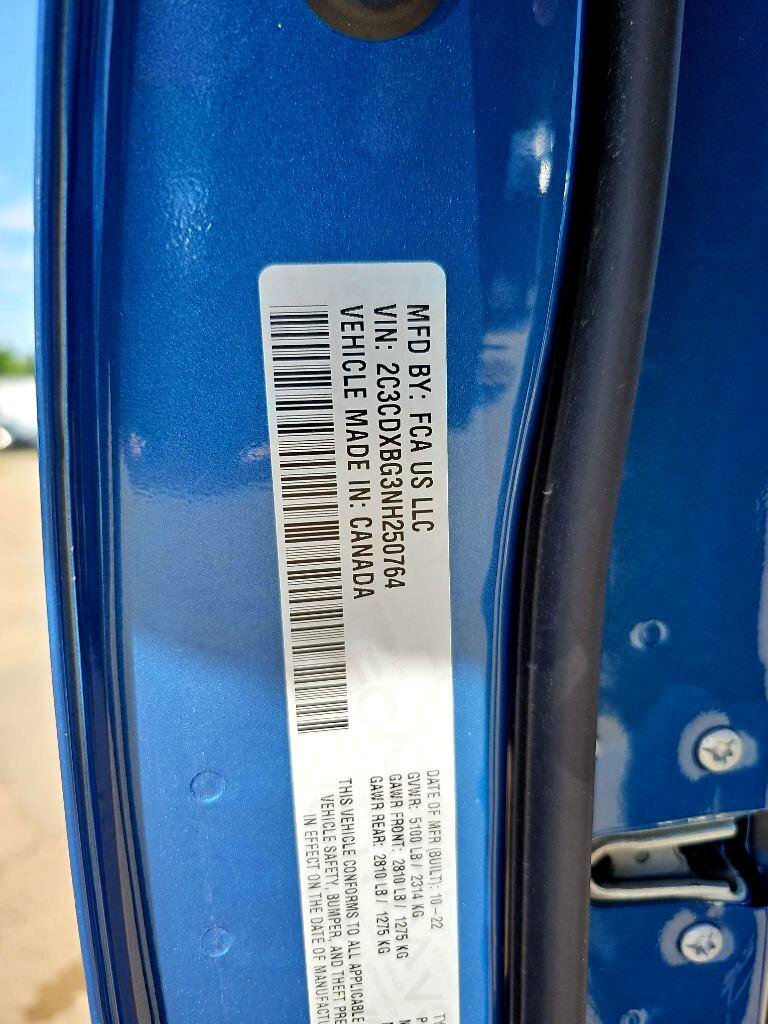 MFD BY: FCA US LLC
VIN: 2C3CDXBG3NH250764
VEHICLE MADE IN: CANADA
DATE OF MFR (BUILT): 10-22
GVWR: 5100 LB / 2314 KG
GAWR FRONT: 2810 LB / 1275 KG
GAWR REAR: 2810 LB / 1275 KG
THIS VEHICLE CONFORMS TO ALL APPLICABLE
VEHICLE SAFETY, BUMPER, AND THEFT PRE
IN EFFECT ON THE DATE OF MANUFACTU